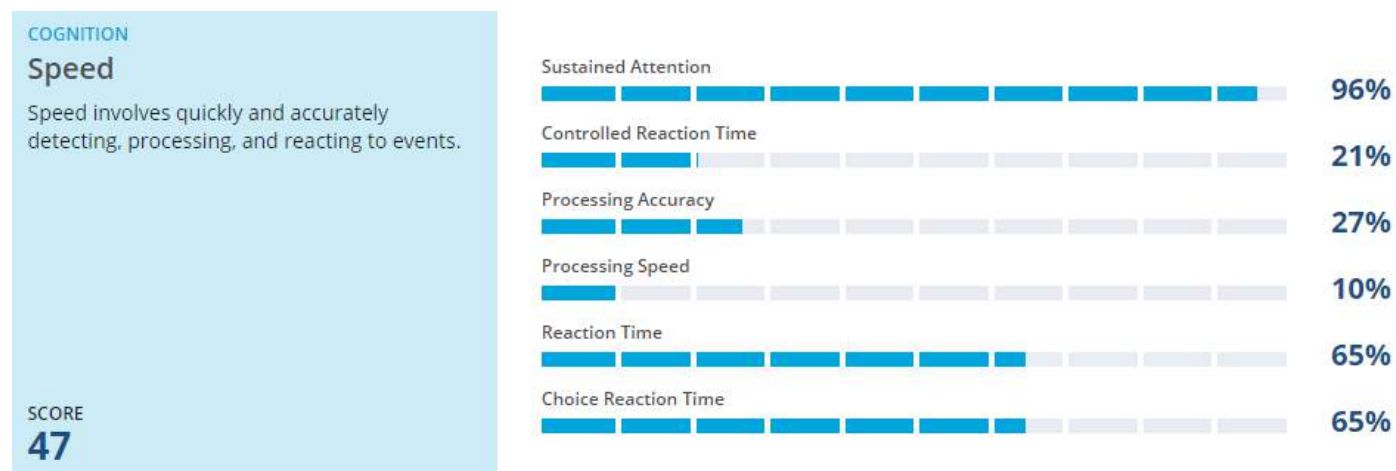 COGNITION
Speed
Speed involves quickly and accurately
detecting, processing, and reacting to events.
SCORE
47
Sustained Attention
96%
Controlled Reaction Time
21%
Processing Accuracy
27%
Processing Speed
10%
Reaction Time
65%
Choice Reaction Time
65%